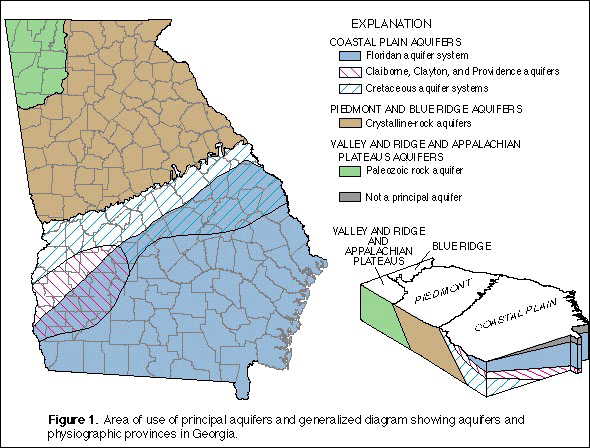 EXPLANATION
COASTAL PLAIN AQUIFERS
Floridan aquifer system
Claiborne, Clayton, and Providence aquifers
Cretaceous aquifer systems
PIEDMONT AND BLUE RIDGE AQUIFERS
Crystalline-rock aquifers
VALLEY AND RIDGE AND APPALACHIAN
PLATEAUS AQUIFERS
Paleozoic rock aquifer
Not a principal aquifer
VALLEY AND RIDGE
AND
APPALACHIAN
PLATEAUS
BLUE RIDGE
PIEDMONT
COASTAL PLAIN
Figure 1. Area of use of principal aquifers and generalized diagram showing aquifers and
physiographic provinces in Georgia.